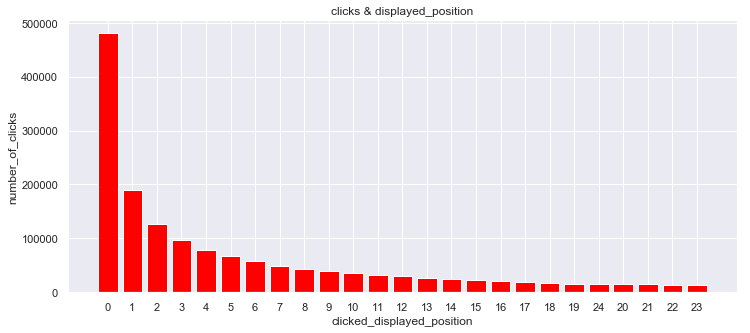 clicks & displayed_position
number_of_clicks
500000
400000
300000
200000
100000
0
0 1 2 3 4 5 6 7 8 9 10 11 12 13 14 15 16 17 18 19 24 20 21 22 23
clicked_displayed_position